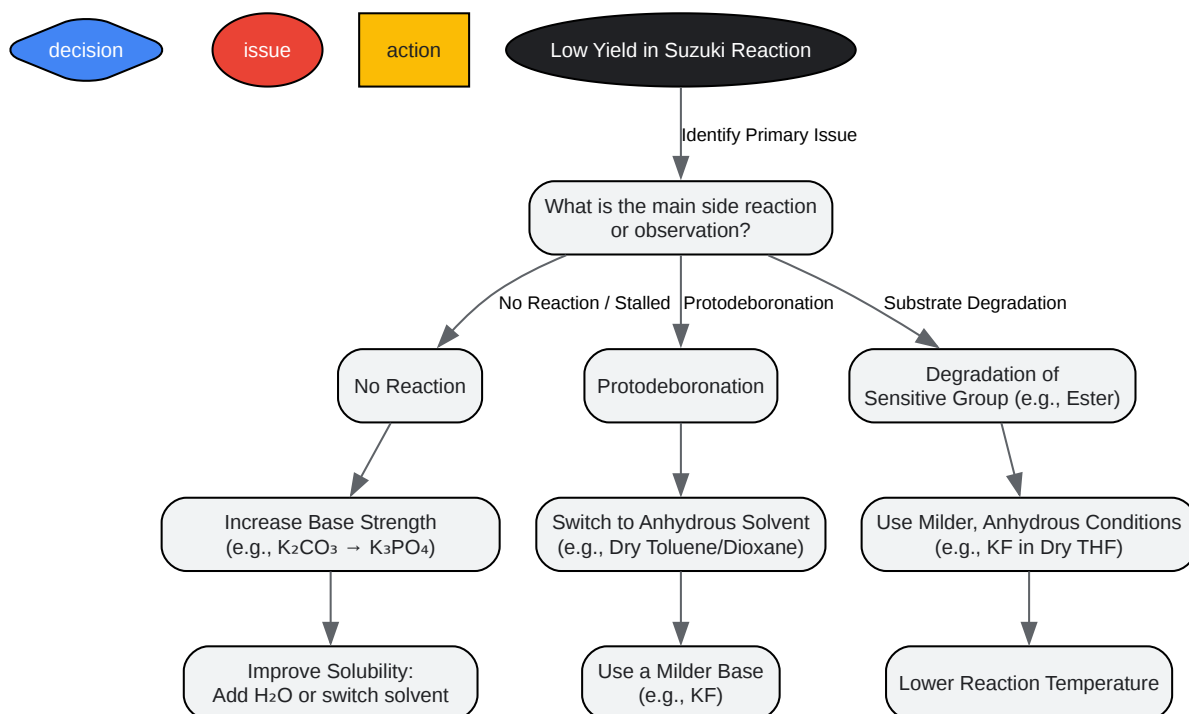 decision
issue
action
Low Yield in Suzuki Reaction
Identify Primary Issue
What is the main side reaction
or observation?
No Reaction / Stalled
Protodeboronation
Substrate Degradation
No Reaction
Protodeboronation
Degradation of
Sensitive Group (e.g., Ester)
Increase Base Strength
(e.g., K₂CO₃ → K₃PO₄)
Switch to Anhydrous Solvent
(e.g., Dry Toluene/Dioxane)
Use Milder, Anhydrous Conditions
(e.g., KF in Dry THF)
Improve Solubility:
Add H₂O or switch solvent
Use a Milder Base
(e.g., KF)
Lower Reaction Temperature